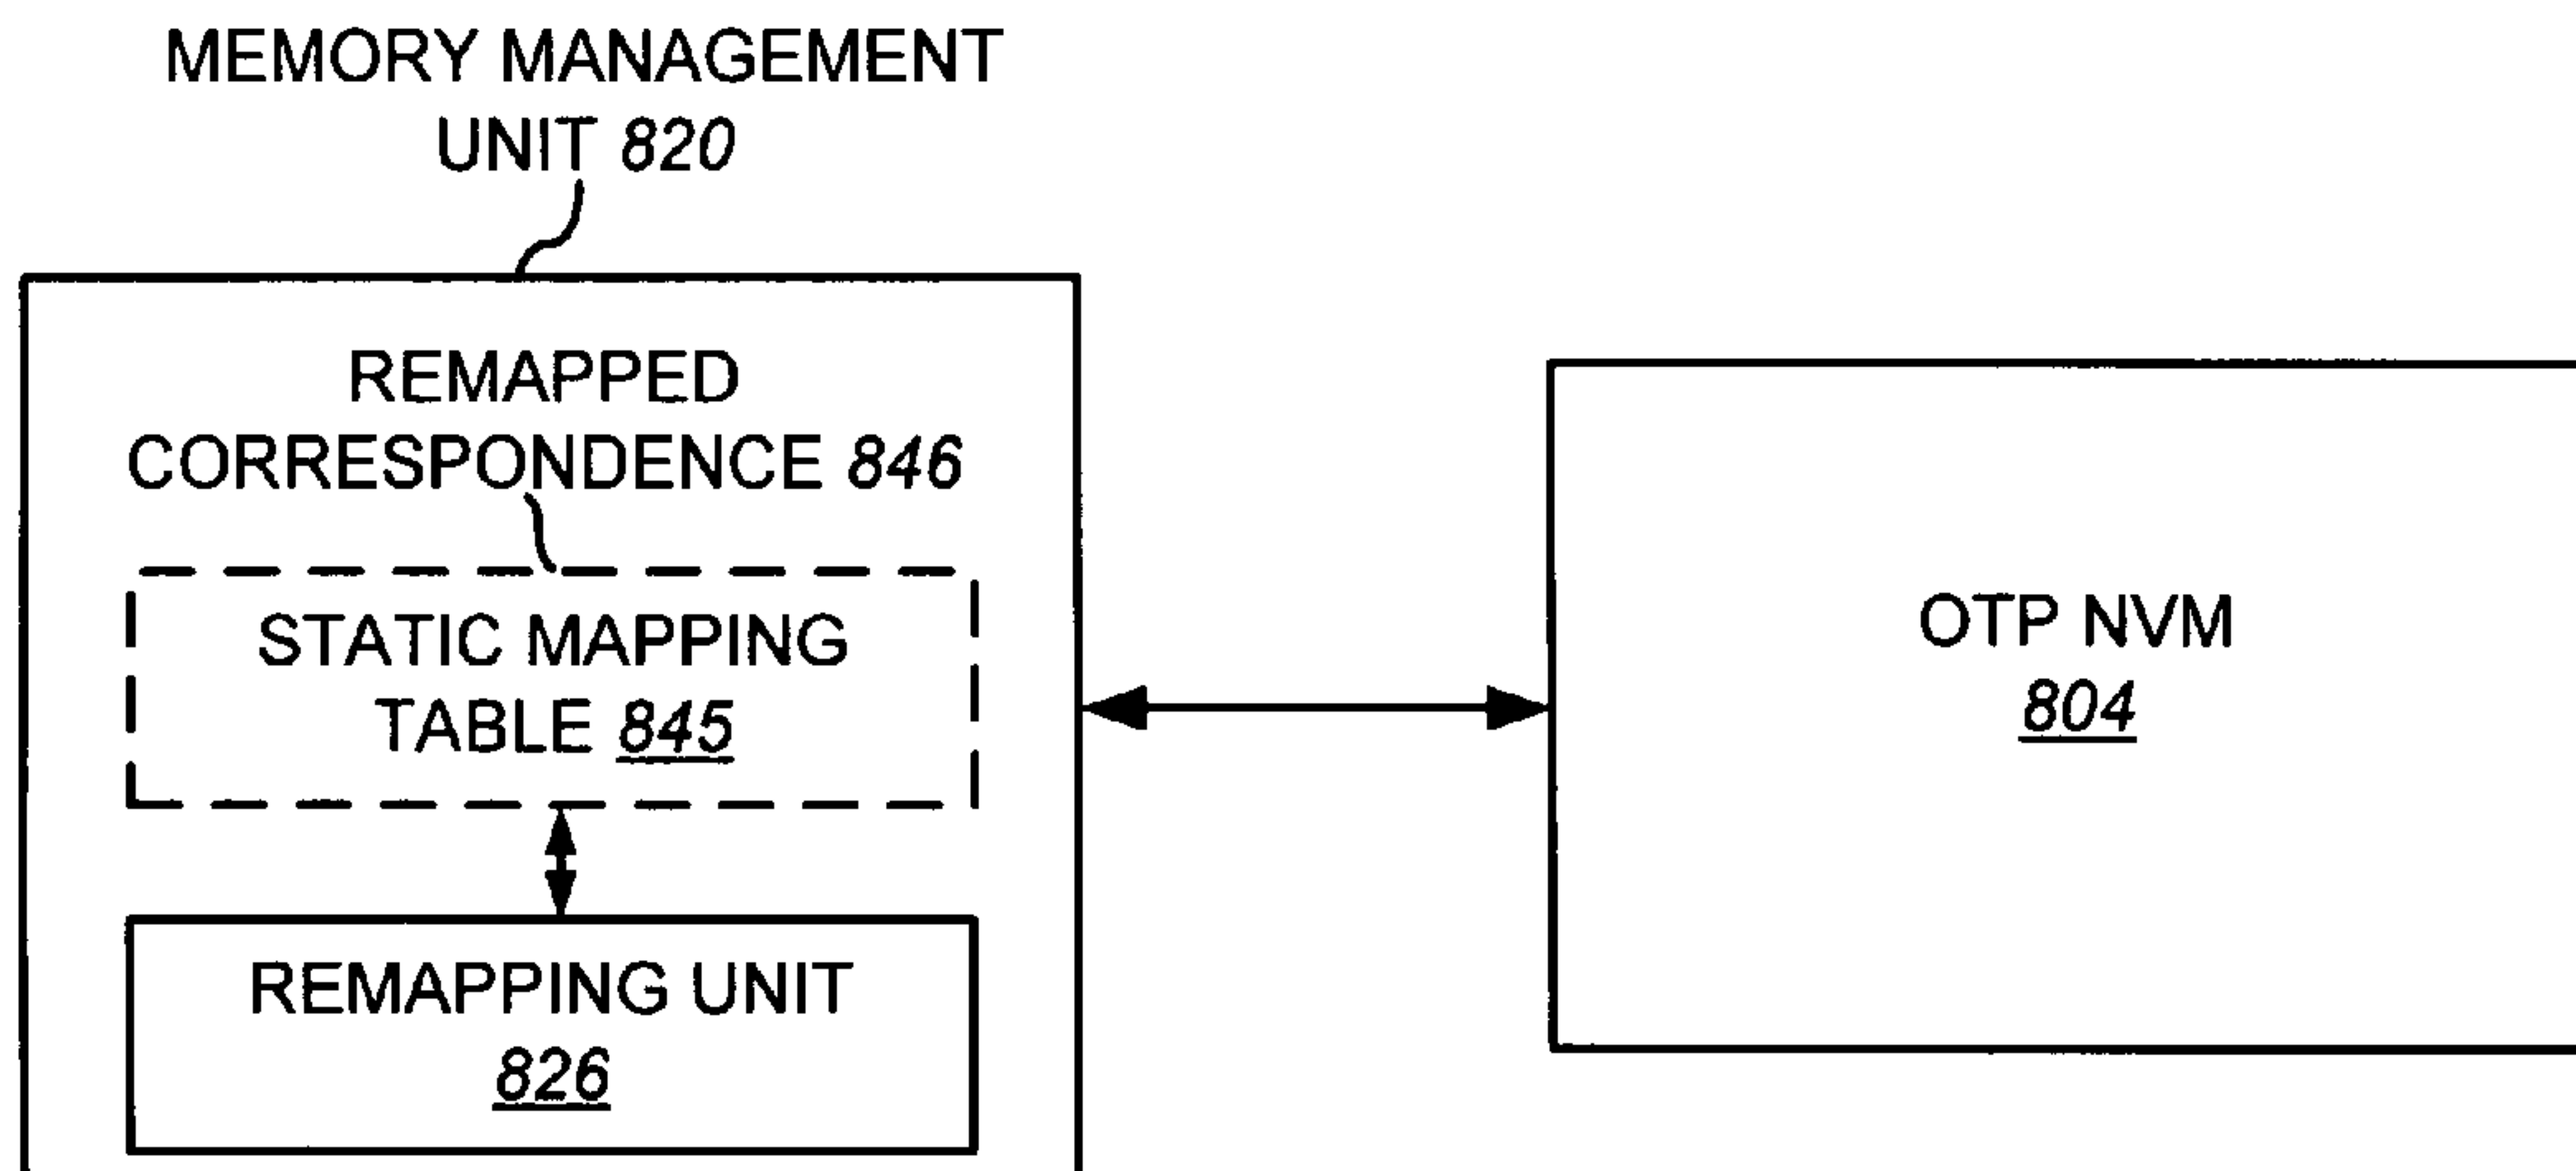 MEMORY MANAGEMENT
UNIT 820
REMAPPED
CORRESPONDENCE 846
STATIC MAPPING
TABLE 845
REMAPPING UNIT
826
OTP NVM
804